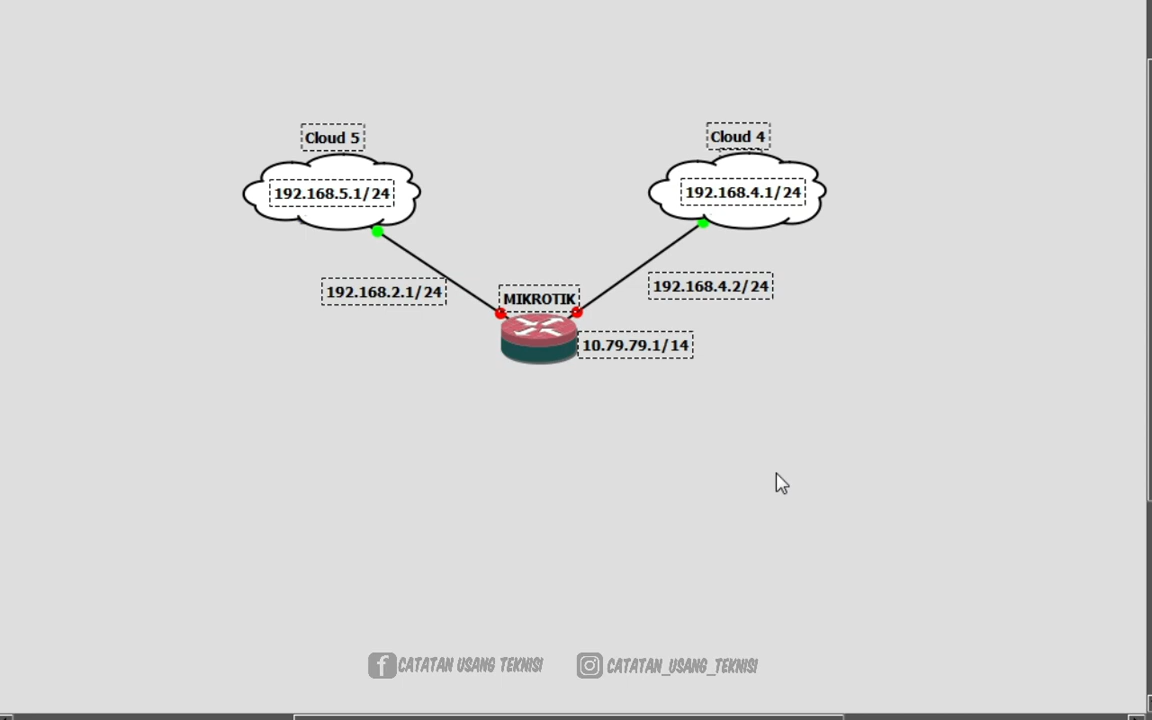 Cloud 5
Cloud 4
192.168.5.1/24
192.168.4.1/24
192.168.2.1/24
192.168.4.2/24
MIKROTIK
10.79.79.1/14
CATATAN USANG TEKNISI
CATATAN_USANG_TEKNISI